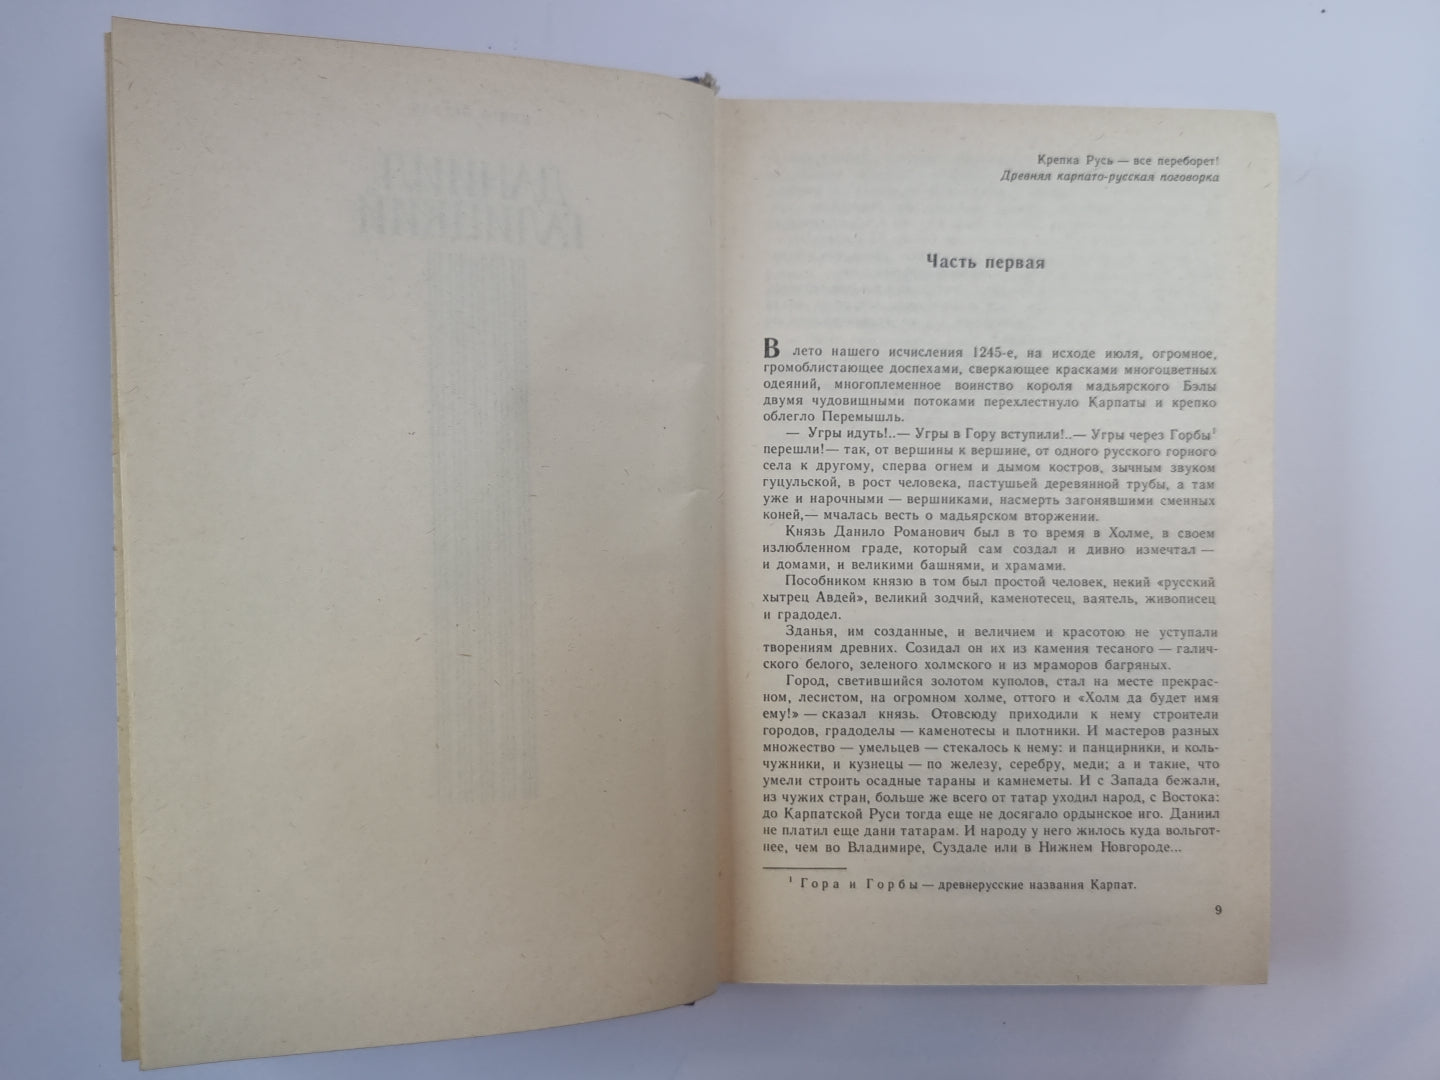 Крепка Русь — все переборет!
Древняя карпато-русская поговорка
Часть первая
В лето нашего исчисления 1245-е, на исходе июля, огромное,
громоблистающее доспехами, сверкающее красками многоцветных
одеяний, многоплеменное воинство короля мадьярского Бэлы
двумя чудовищными потоками перехлестнуло Карпаты и крепко
облегло Перемышль.
— Угры идуть!..— Угры в Гору вступили!..— Угры через Горбы¹
перешли!— так, от вершины к вершине, от одного русского горного
села к другому, сперва огнем и дымом костров, зычным звуком
гуцульской, в рост человека, пастушьей деревянной трубы, а там
уже и нарочными — вершниками, насмерть загонявшими сменных
коней,— мчалась весть о мадьярском вторжении.
Князь Данило Романович был в то время в Холме, в своем
излюбленном граде, который сам создал и дивно измечтал —
и домами, и великими башнями, и храмами.
Пособником князю в том был простой человек, некий «русский
хытрец Авдей», великий зодчий, каменотесец, ваятель, живописец
и градодел.
Зданья, им созданные, и величием и красотою не уступали
творениям древних. Созидал он их из камения тесаного — галич-
ского белого, зеленого холмского и из мраморов багряных.
Город, светившийся золотом куполов, стал на месте прекрас-
ном, лесистом, на огромном холме, оттого и «Холм да будет имя
ему!» — сказал князь. Отовсюду приходили к нему строители
городов, градоделы — каменотесы и плотники. И мастеров разных
множество — умельцев — стекалось к нему: и панцирники, и коль-
чужники, и кузнецы — по железу, серебру, меди; а и такие, что
умели строить осадные тараны и камнеметы. И с Запада бежали,
из чужих стран, больше же всего от татар уходил народ, с Востока:
до Карпатской Руси тогда еще не досягало ордынское иго. Даниил
не платил еще дани татарам. И народу у него жилось куда вольгот-
нее, чем во Владимире, Суздале или в Нижнем Новгороде...
¹ Гора и Горбы — древнерусские названия Карпат.
9